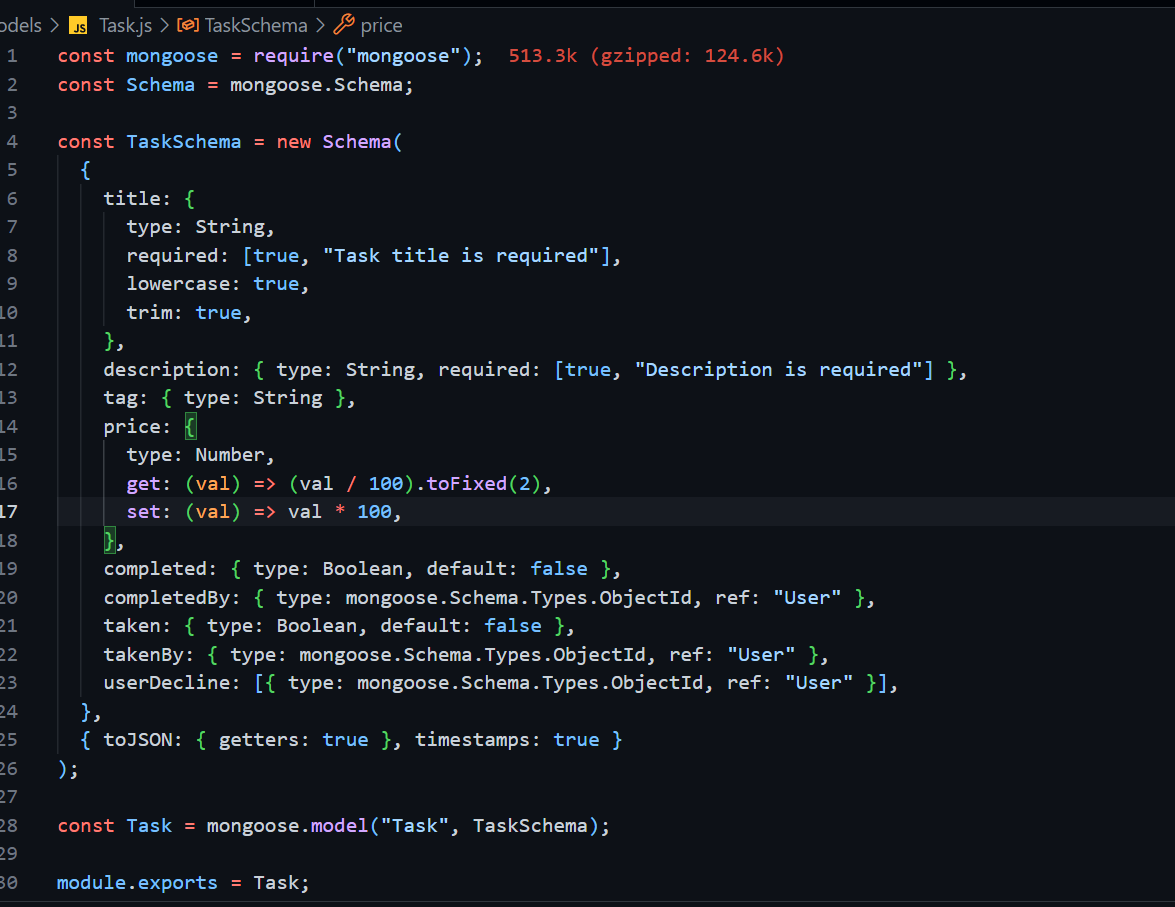 odels > JS Task.js > TaskSchema > price
1 const mongoose = require("mongoose"); 513.3k (gzipped: 124.6k)
2 const Schema = mongoose.Schema;
3
4 const TaskSchema = new Schema(
5 {
6 title: {
7 type: String,
8 required: [true, "Task title is required"],
9 lowercase: true,
10 trim: true,
11 },
12 description: { type: String, required: [true, "Description is required"] },
13 tag: { type: String },
14 price: {
15 type: Number,
16 get: (val) => (val / 100).toFixed(2),
17 set: (val) => val * 100,
18 },
19 completed: { type: Boolean, default: false },
20 completedBy: { type: mongoose.Schema.Types.ObjectId, ref: "User" },
21 taken: { type: Boolean, default: false },
22 takenBy: { type: mongoose.Schema.Types.ObjectId, ref: "User" },
23 userDecline: [{ type: mongoose.Schema.Types.ObjectId, ref: "User" }],
24 },
25 { toJSON: { getters: true }, timestamps: true }
26 );
27
28 const Task = mongoose.model("Task", TaskSchema);
29
30 module.exports = Task;